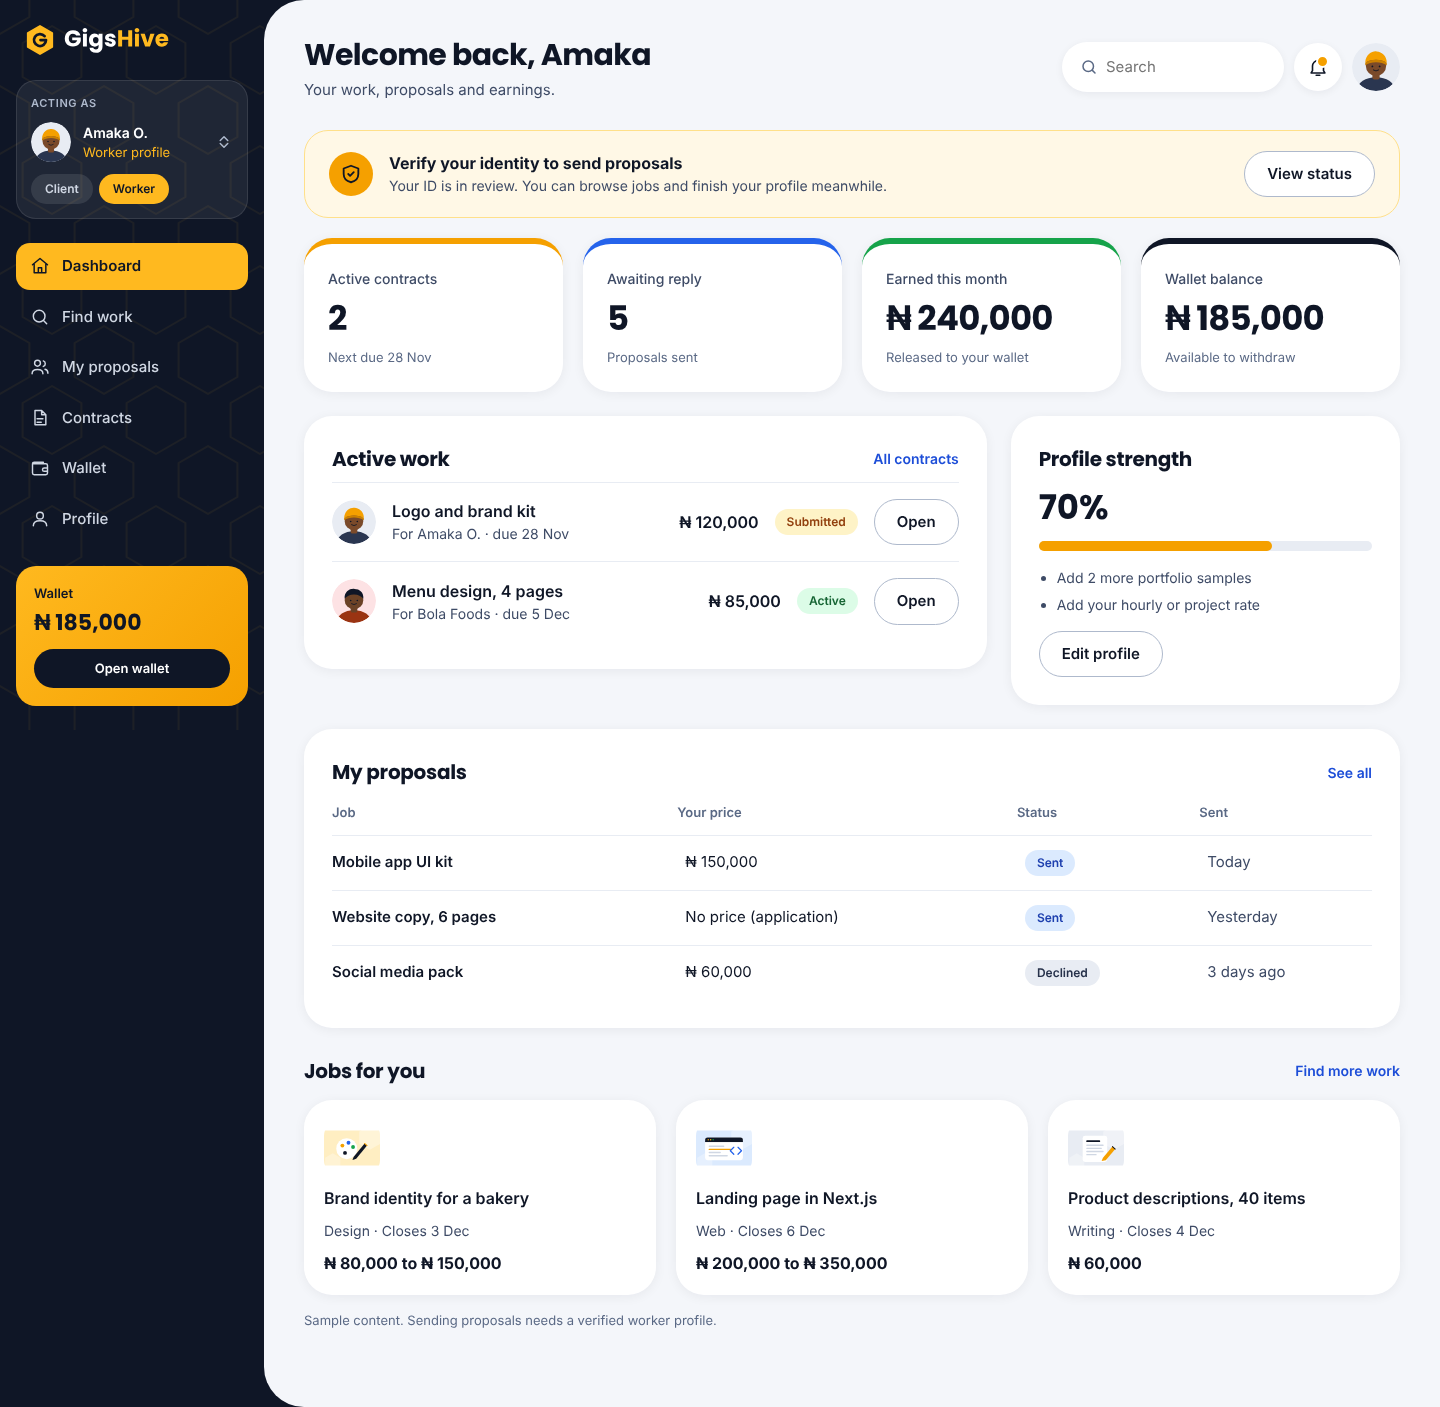 GigsHive
ACTING AS
Amaka O.
Worker profile
Client Worker
Dashboard
Find work
My proposals
Contracts
Wallet
Profile
Wallet
₦ 185,000
Open wallet
Welcome back, Amaka
Your work, proposals and earnings.
Search
Verify your identity to send proposals
Your ID is in review. You can browse jobs and finish your profile meanwhile.
View status
Active contracts
2
Next due 28 Nov
Awaiting reply
5
Proposals sent
Earned this month
₦ 240,000
Released to your wallet
Wallet balance
₦ 185,000
Available to withdraw
Active work
All contracts
Logo and brand kit
For Amaka O. · due 28 Nov
₦ 120,000 Submitted Open
Menu design, 4 pages
For Bola Foods · due 5 Dec
₦ 85,000 Active Open
Profile strength
70%
Add 2 more portfolio samples
Add your hourly or project rate
Edit profile
My proposals
See all
Job Your price Status Sent
Mobile app UI kit ₦ 150,000 Sent Today
Website copy, 6 pages No price (application) Sent Yesterday
Social media pack ₦ 60,000 Declined 3 days ago
Jobs for you
Find more work
Brand identity for a bakery
Design · Closes 3 Dec
₦ 80,000 to ₦ 150,000
Landing page in Next.js
Web · Closes 6 Dec
₦ 200,000 to ₦ 350,000
Product descriptions, 40 items
Writing · Closes 4 Dec
₦ 60,000
Sample content. Sending proposals needs a verified worker profile.